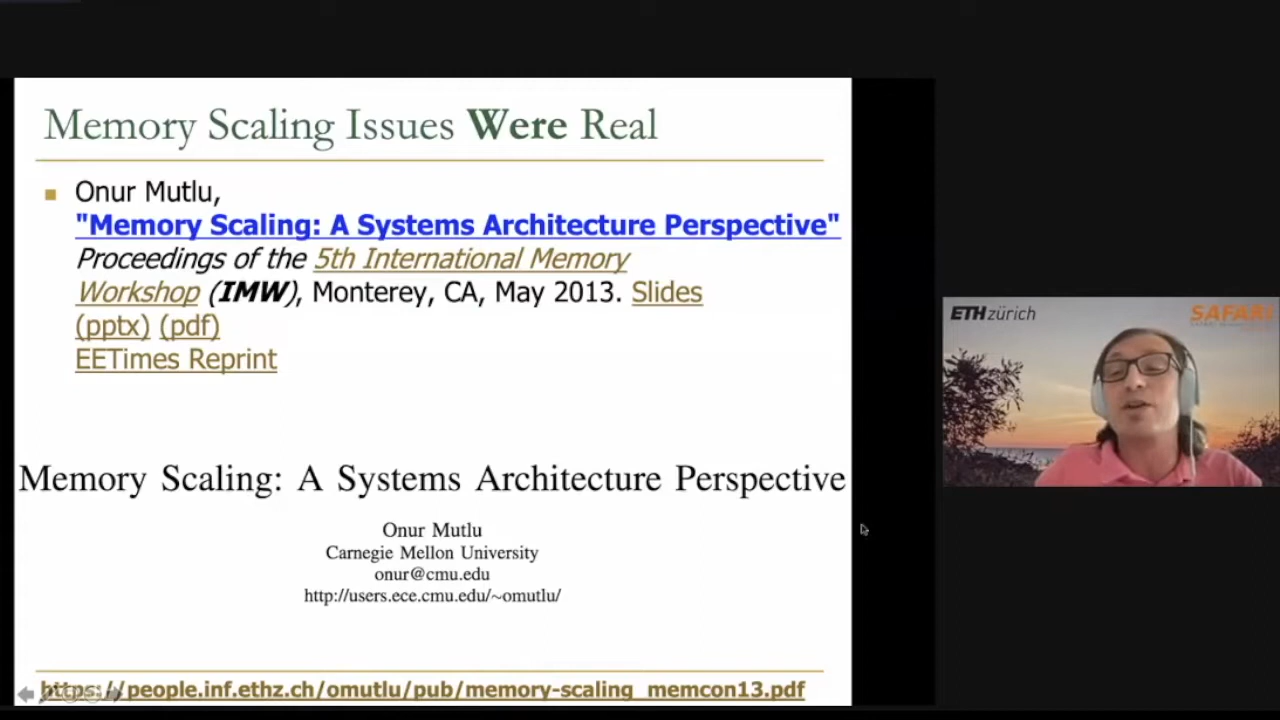 Memory Scaling Issues Were Real
Onur Mutlu,
"Memory Scaling: A Systems Architecture Perspective"
Proceedings of the 5th International Memory
Workshop (IMW), Monterey, CA, May 2013. Slides
(pptx) (pdf)
EETimes Reprint
Memory Scaling: A Systems Architecture Perspective
Onur Mutlu
Carnegie Mellon University
onur@cmu.edu
http://users.ece.cmu.edu/~omutlu/
https://people.inf.ethz.ch/omutlu/pub/memory-scaling_memcon13.pdf
ETH zürich
SAFARI